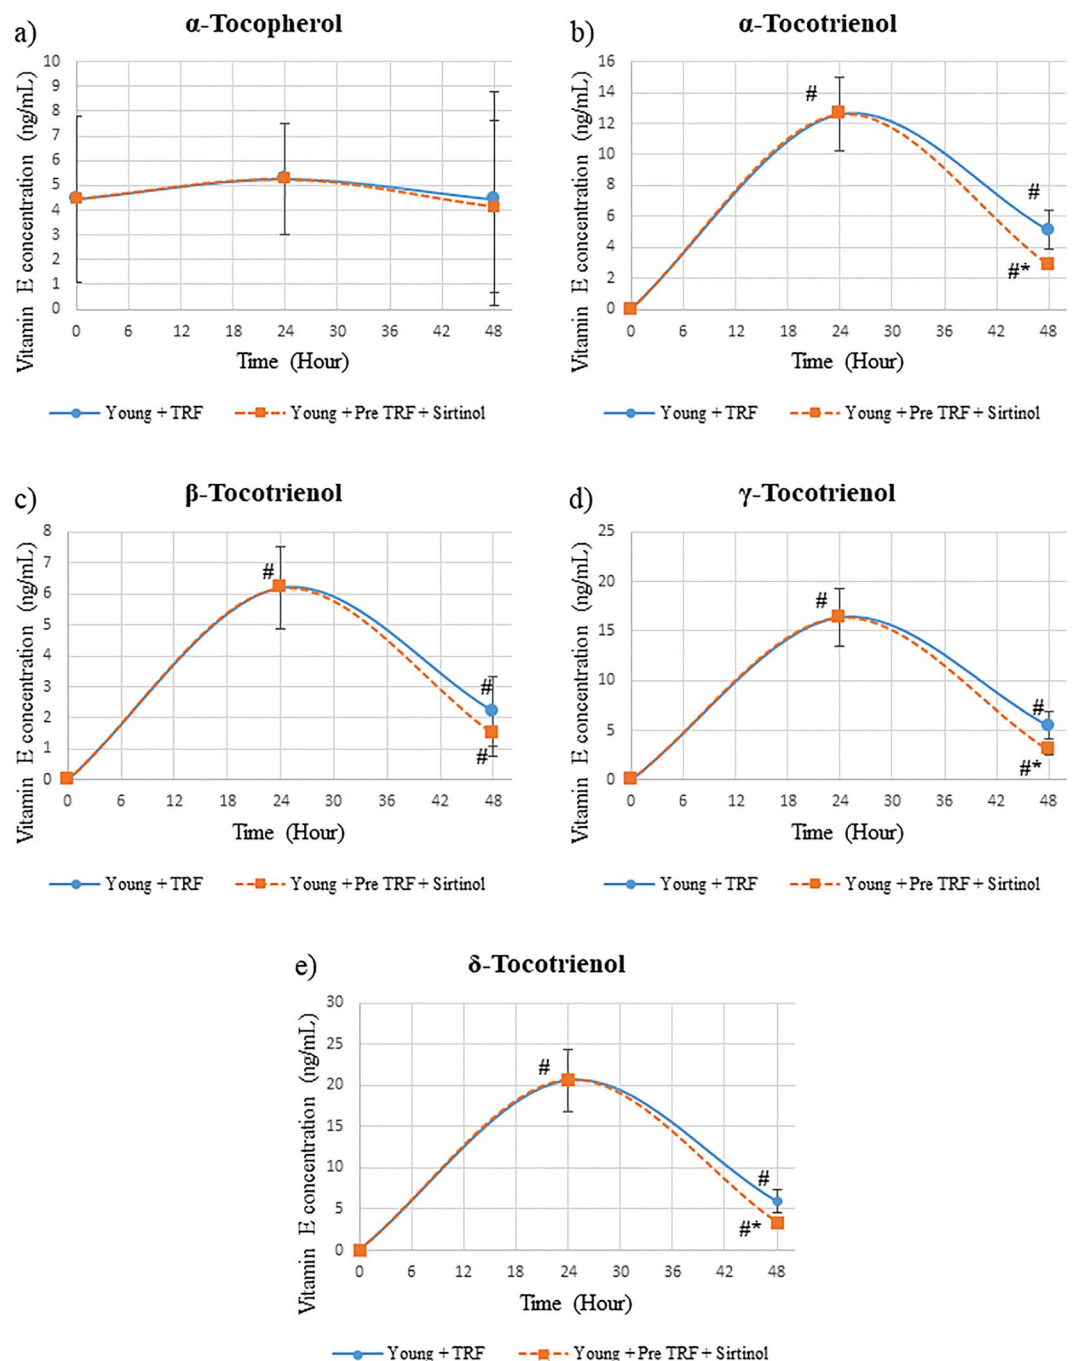 a)
α-Tocopherol
Vitamin E concentration (ng/mL)
10
9
8
7
6
5
4
3
2
1
0
0 6 12 18 24 30 36 42 48
Time (Hour)
Young + TRF Young + Pre TRF + Sirtinol
b)
α-Tocotrienol
Vitamin E concentration (ng/mL)
16
14
12
10
8
6
4
2
0
#
#
#*
0 6 12 18 24 30 36 42 48
Time (Hour)
Young + TRF Young + Pre TRF + Sirtinol
c)
β-Tocotrienol
Vitamin E concentration (ng/mL)
8
7
6
5
4
3
2
1
0
#
#
#
0 6 12 18 24 30 36 42 48
Time (Hour)
Young + TRF Young + Pre TRF + Sirtinol
d)
γ-Tocotrienol
Vitamin E concentration (ng/mL)
25
20
15
10
5
0
#
#
#*
0 6 12 18 24 30 36 42 48
Time (Hour)
Young + TRF Young + Pre TRF + Sirtinol
e)
δ-Tocotrienol
Vitamin E concentration (ng/mL)
30
25
20
15
10
5
0
#
#
#*
0 6 12 18 24 30 36 42 48
Time (Hour)
Young + TRF Young + Pre TRF + Sirtinol